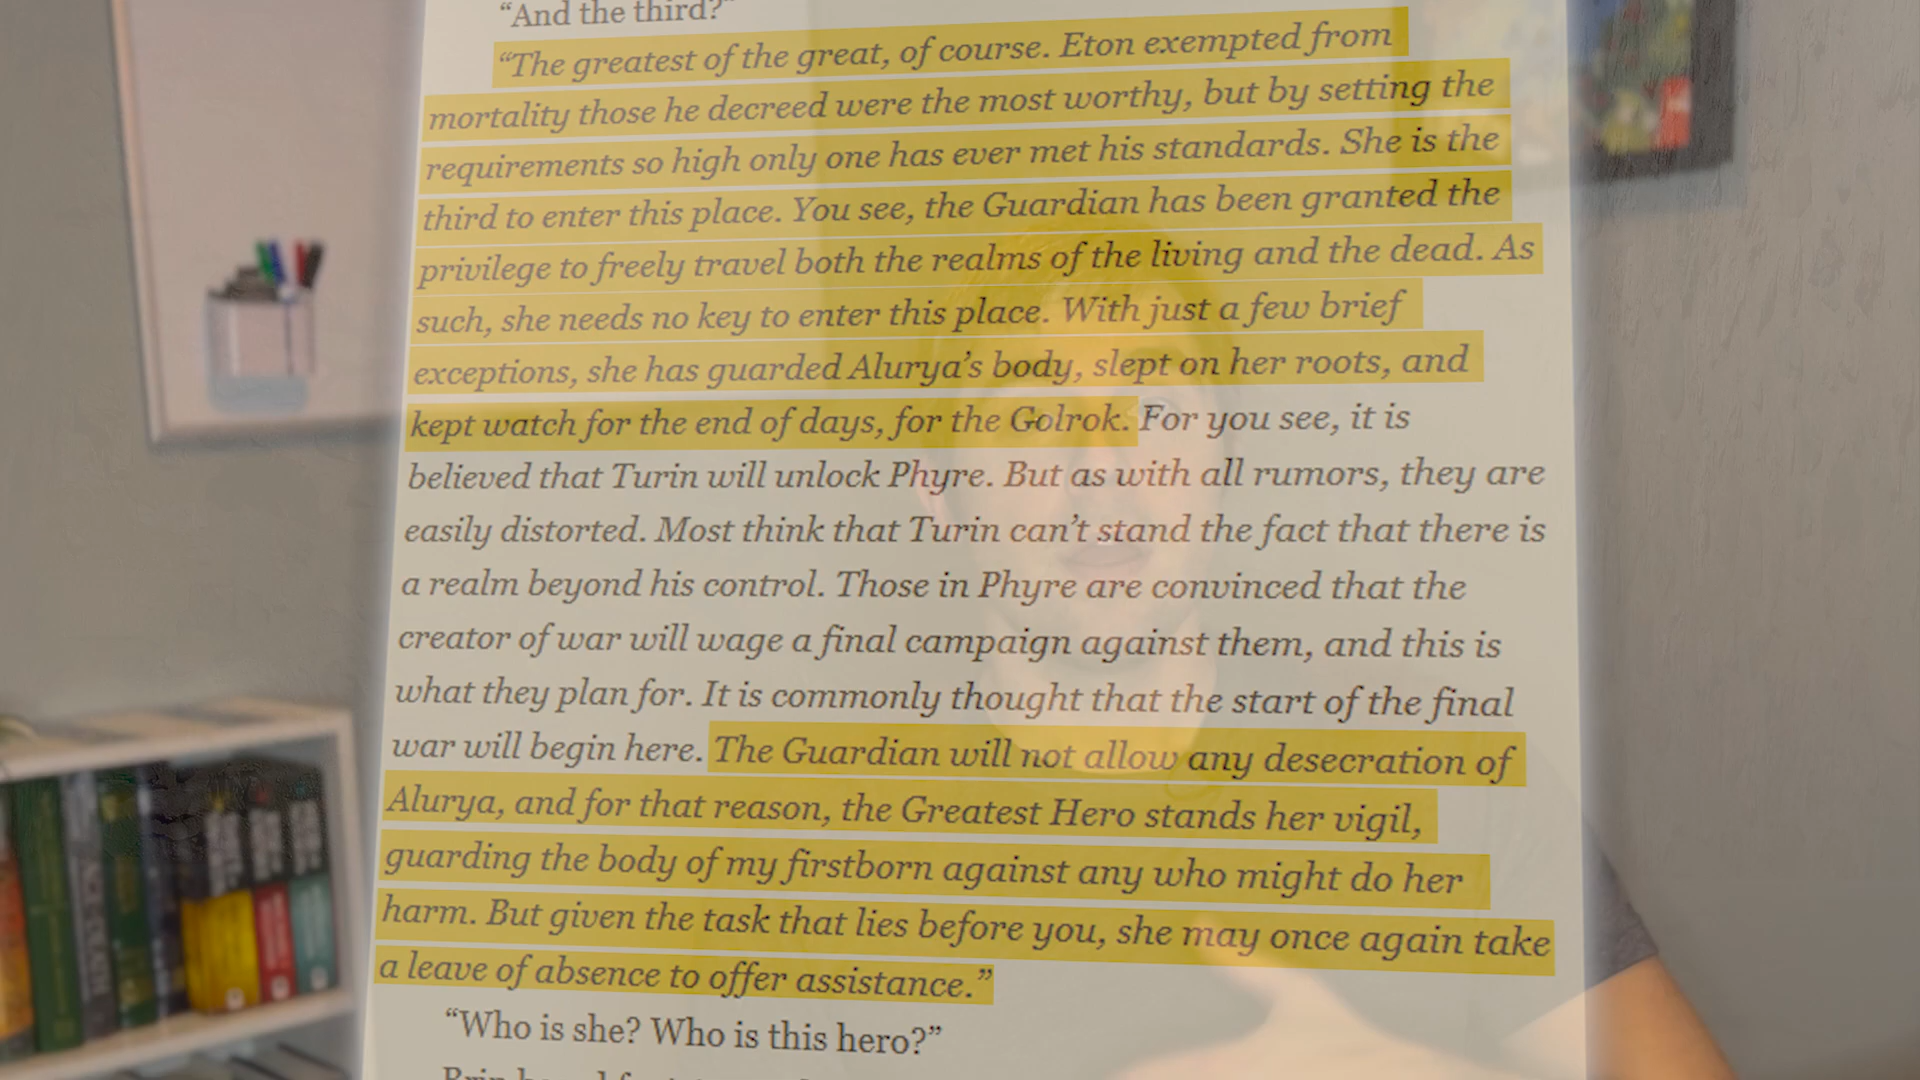 “And the third?”
“The greatest of the great, of course. Eton exempted from
mortality those he decreed were the most worthy, but by setting the
requirements so high only one has ever met his standards. She is the
third to enter this place. You see, the Guardian has been granted the
privilege to freely travel both the realms of the living and the dead. As
such, she needs no key to enter this place. With just a few brief
exceptions, she has guarded Alurya’s body, slept on her roots, and
kept watch for the end of days, for the Golrok. For you see, it is
believed that Turin will unlock Phyre. But as with all rumors, they are
easily distorted. Most think that Turin can’t stand the fact that there is
a realm beyond his control. Those in Phyre are convinced that the
creator of war will wage a final campaign against them, and this is
what they plan for. It is commonly thought that the start of the final
war will begin here. The Guardian will not allow any desecration of
Alurya, and for that reason, the Greatest Hero stands her vigil,
guarding the body of my firstborn against any who might do her
harm. But given the task that lies before you, she may once again take
a leave of absence to offer assistance.”
“Who is she? Who is this hero?”